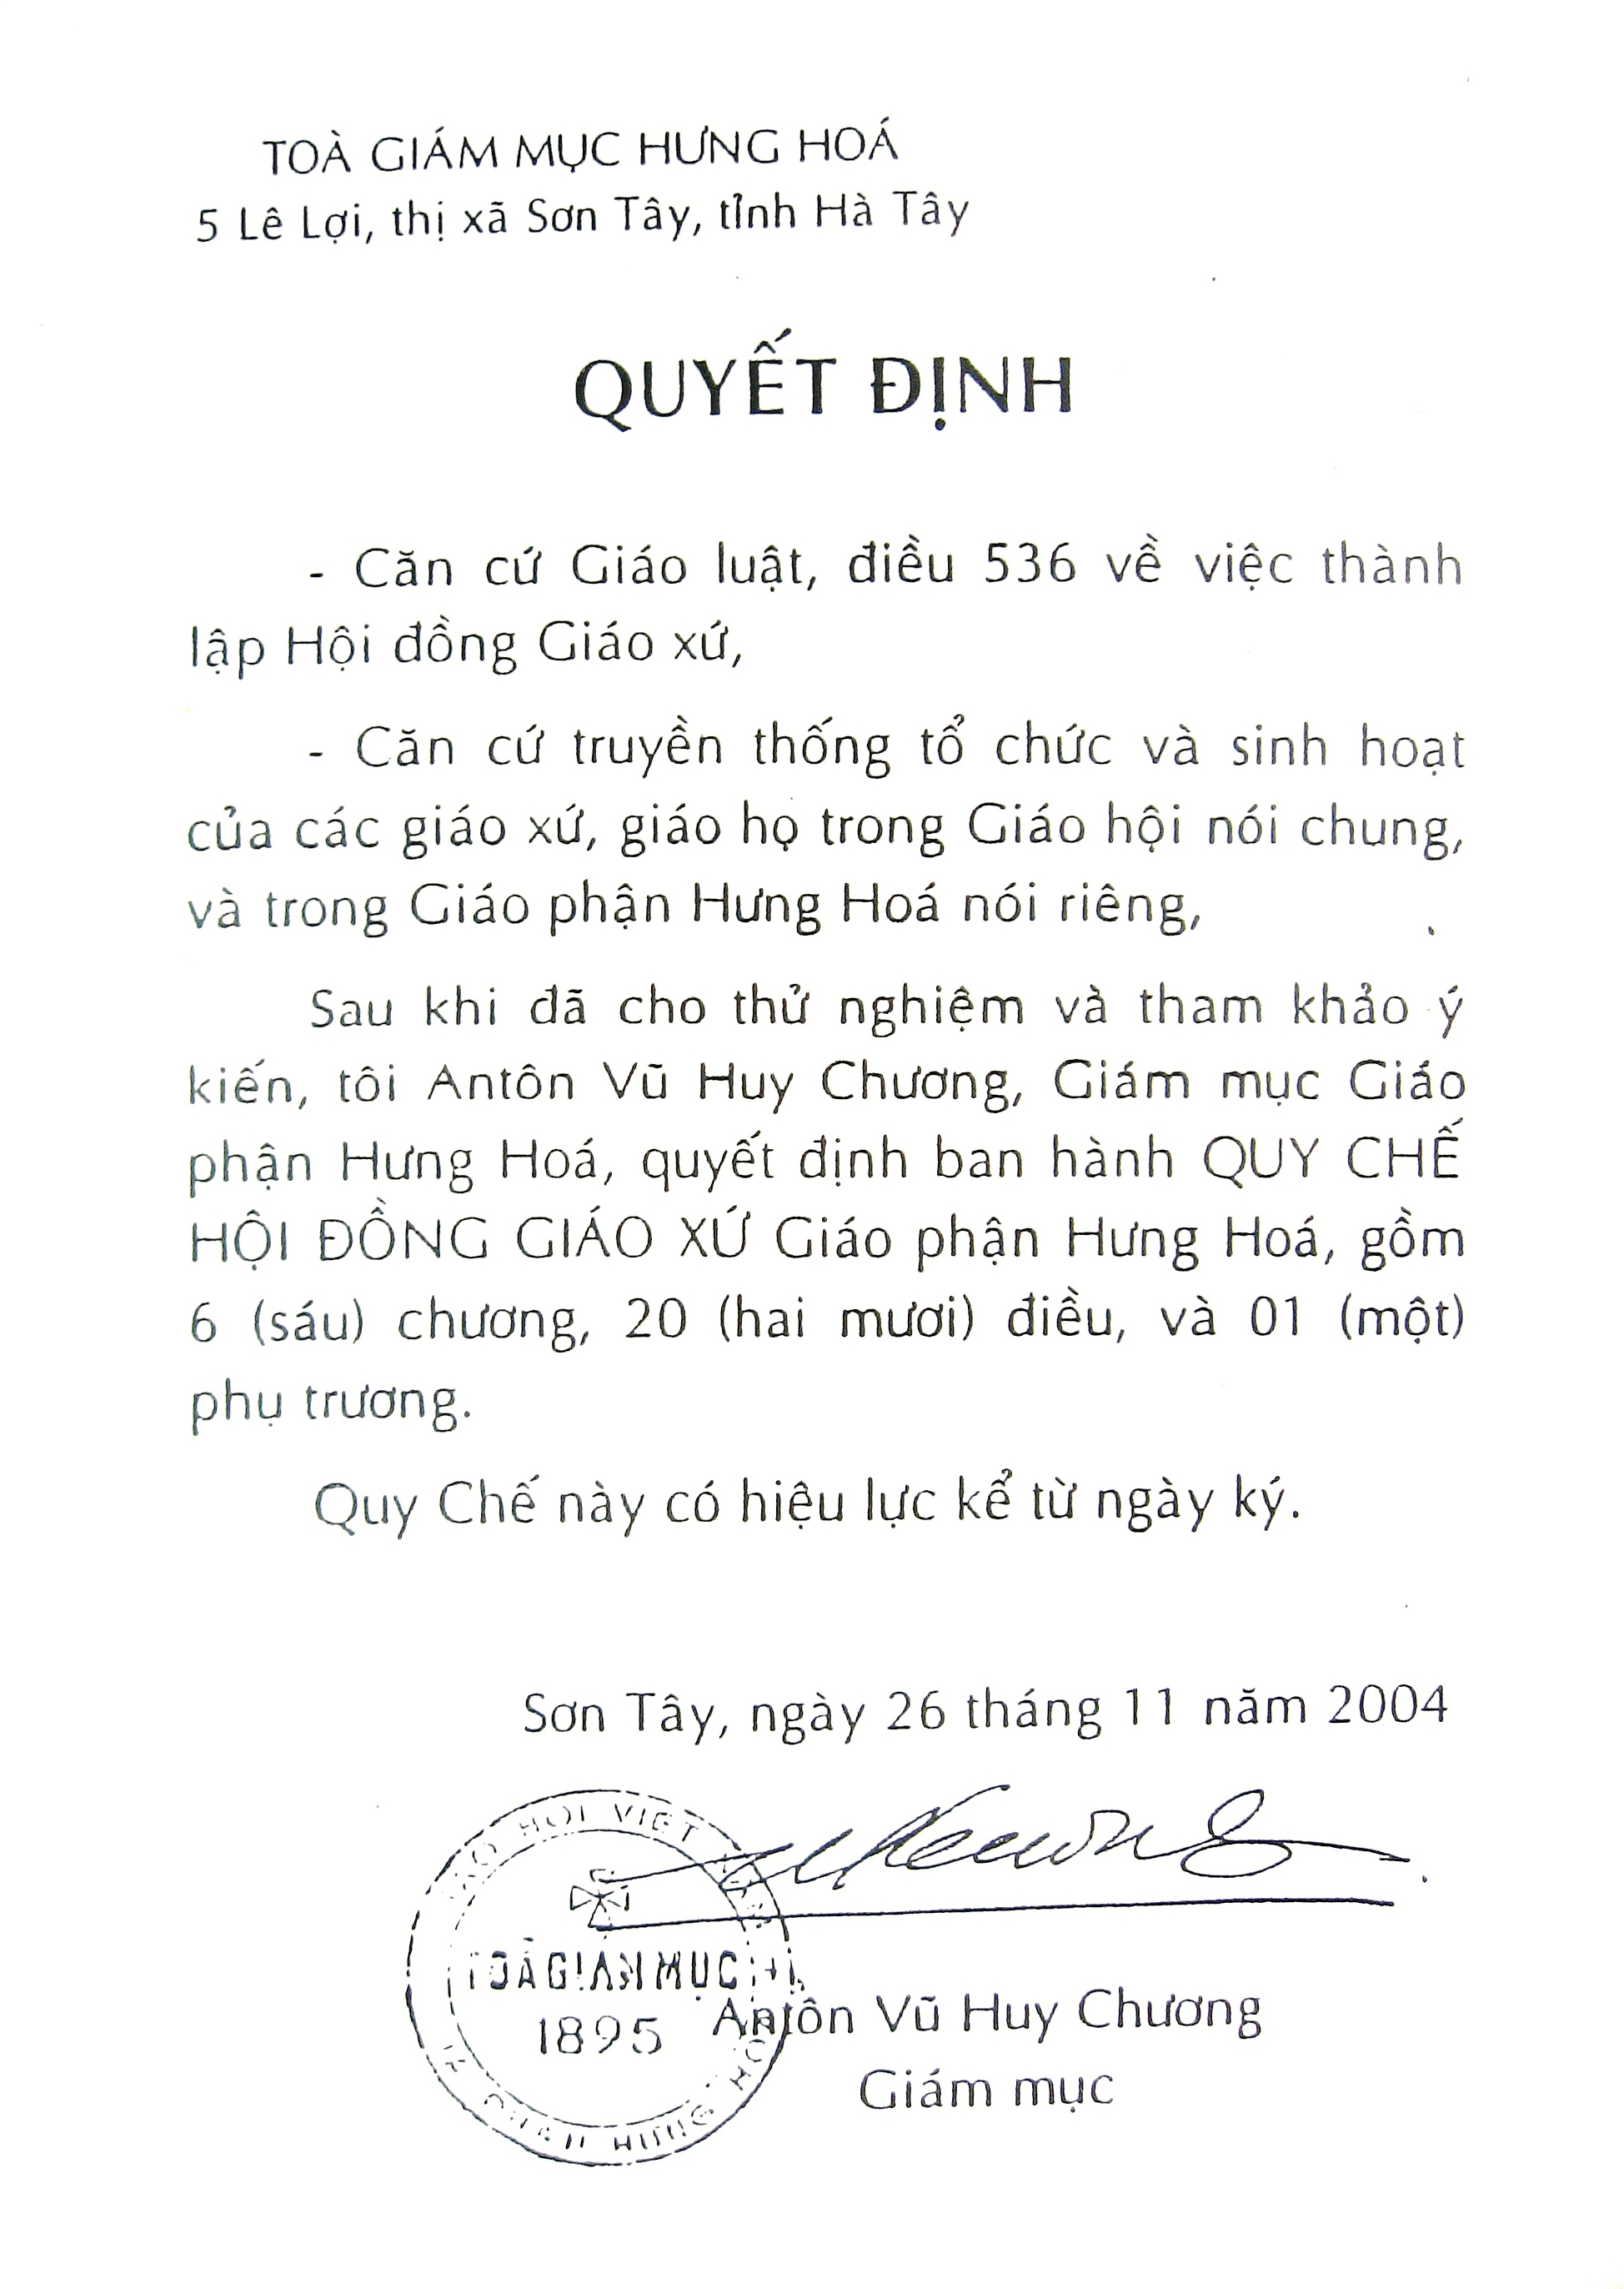 TOÀ GIÁM MỤC HƯNG HOÁ
5 Lê Lợi, thị xã Sơn Tây, tỉnh Hà Tây
QUYẾT ĐỊNH
- Căn cứ Giáo luật, điều 536 về việc thành
lập Hội đồng Giáo xứ,
- Căn cứ truyền thống tổ chức và sinh hoạt
của các giáo xứ, giáo họ trong Giáo hội nói chung,
và trong Giáo phận Hưng Hoá nói riêng,
Sau khi đã cho thử nghiệm và tham khảo ý
kiến, tôi Antôn Vũ Huy Chương, Giám mục Giáo
phận Hưng Hoá, quyết định ban hành QUY CHẾ
HỘI ĐỒNG GIÁO XỨ Giáo phận Hưng Hoá, gồm
6 (sáu) chương, 20 (hai mươi) điều, và 01 (một)
phụ trương.
Quy Chế này có hiệu lực kể từ ngày ký.
Sơn Tây, ngày 26 tháng 11 năm 2004
HỘI VIỆT NAM
TOÀ GIÁM MỤC
1895
HƯNG
Antôn Vũ Huy Chương
Giám mục